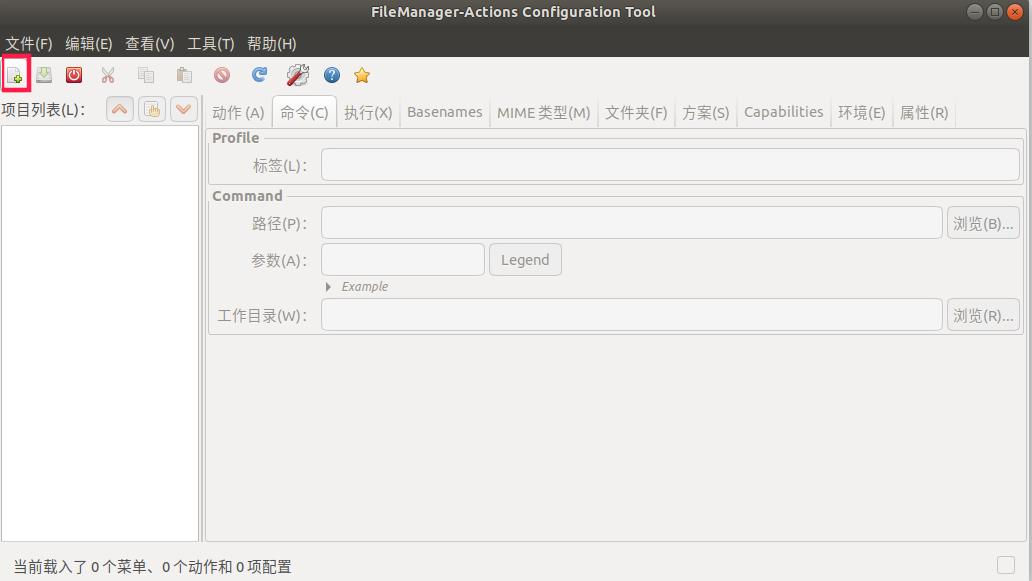 FileManager-Actions Configuration Tool
文件(F) 编辑(E) 查看(V) 工具(T) 帮助(H)
项目列表(L):
动作 (A) 命令(C) 执行(X) Basenames MIME 类型(M) 文件夹(F) 方案(S) Capabilities 环境(E) 属性(R)
Profile
标签(L):
Command
路径(P): 浏览(B)...
参数(A): Legend
Example
工作目录(W): 浏览(R)...
当前载入了 0 个菜单、0 个动作和 0 项配置